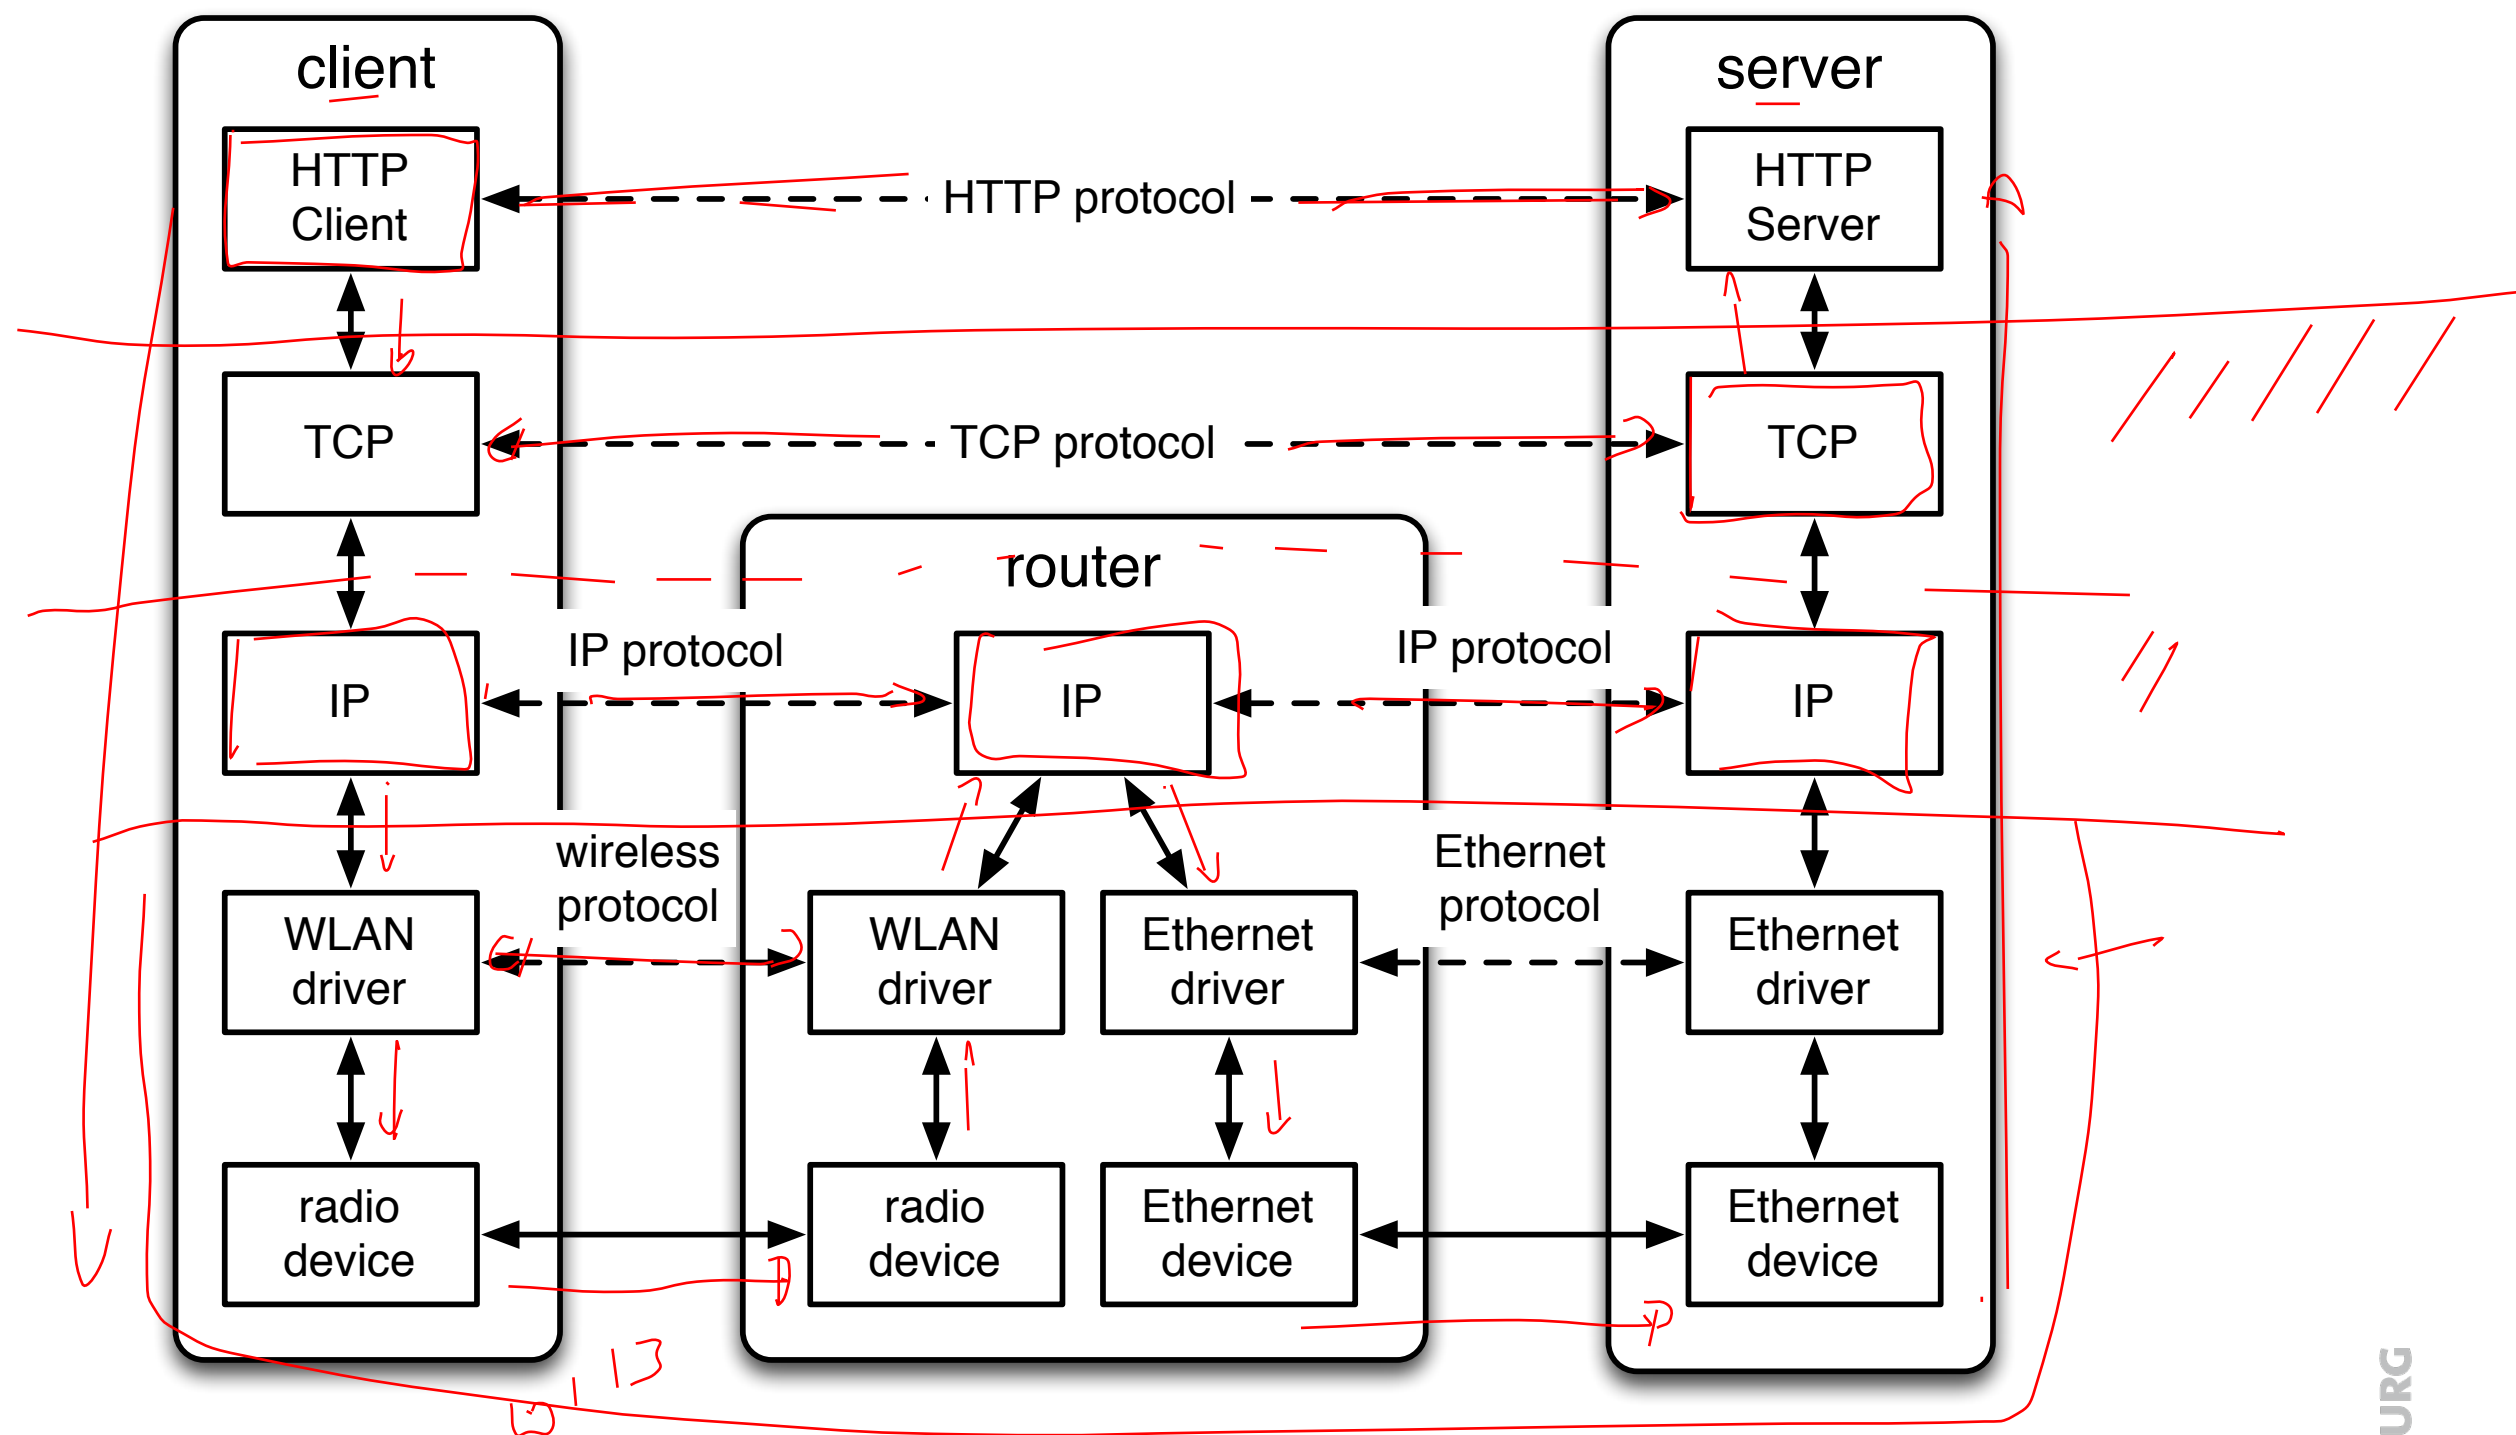 client
server
HTTP
Client
HTTP protocol
HTTP
Server
TCP
TCP protocol
TCP
router
IP protocol
IP protocol
IP
IP
IP
wireless
protocol
Ethernet
protocol
WLAN
driver
WLAN
driver
Ethernet
driver
Ethernet
driver
radio
device
radio
device
Ethernet
device
Ethernet
device
URG